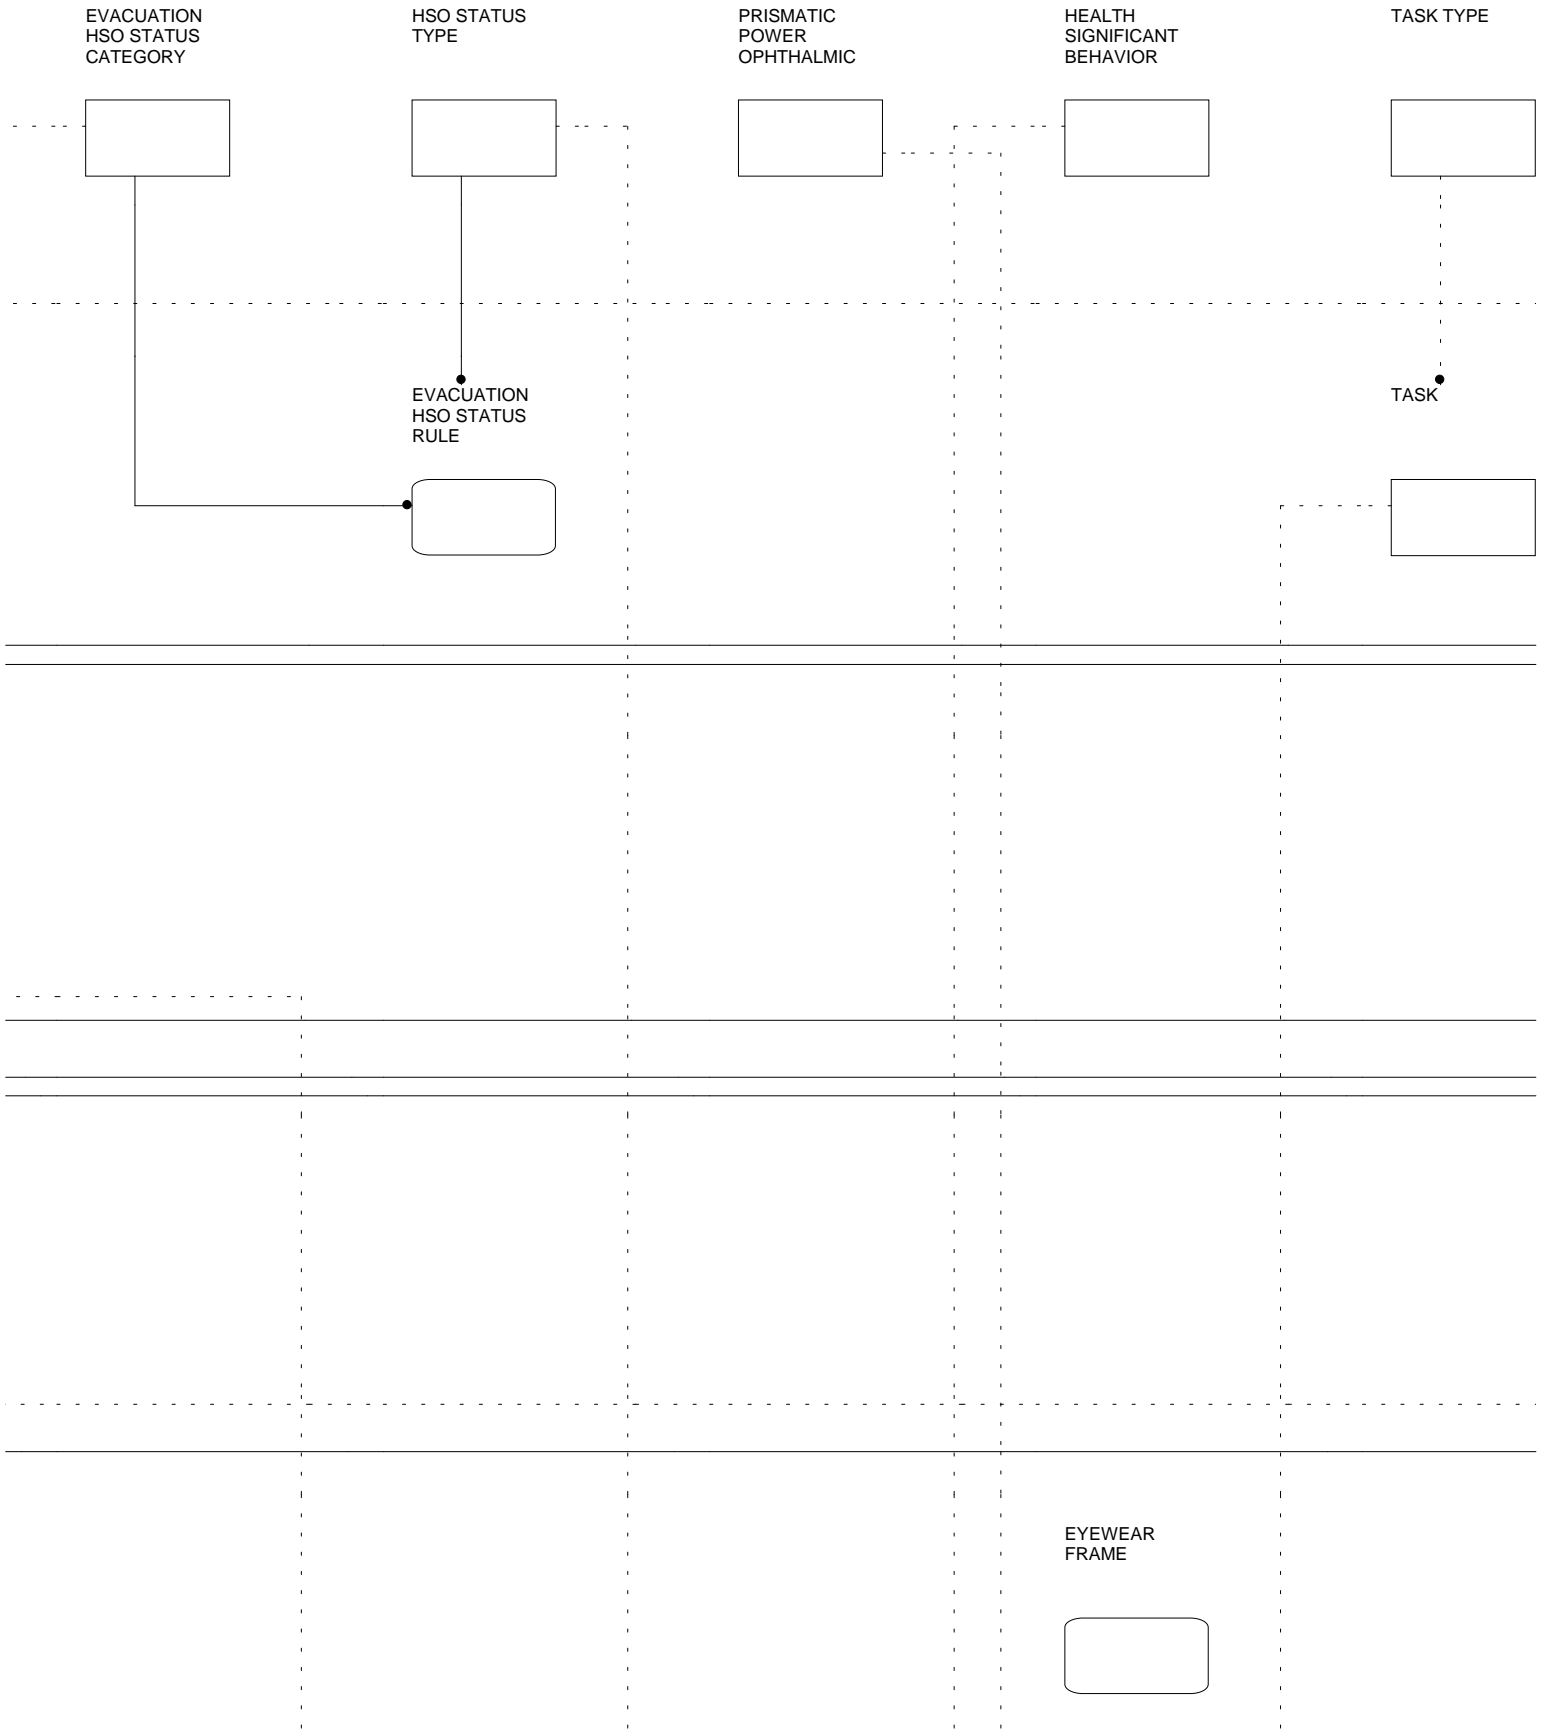 EVACUATION
HSO STATUS
CATEGORY
HSO STATUS
TYPE
PRISMATIC
POWER
OPHTHALMIC
HEALTH
SIGNIFICANT
BEHAVIOR
TASK TYPE
EVACUATION
HSO STATUS
RULE
TASK
EYEWEAR
FRAME